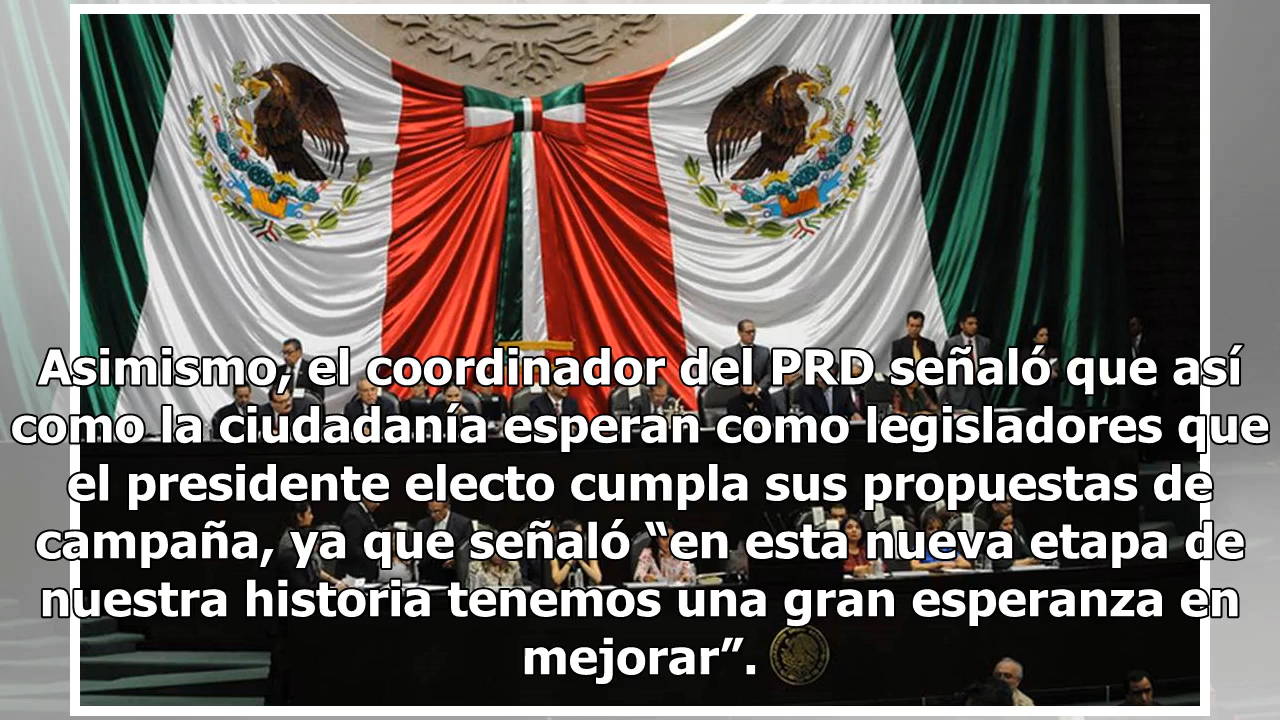 Asimismo, el coordinador del PRD señaló que así
como la ciudadanía esperan como legisladores que
el presidente electo cumpla sus propuestas de
campaña, ya que señaló “en esta nueva etapa de
nuestra historia tenemos una gran esperanza en
mejorar”.